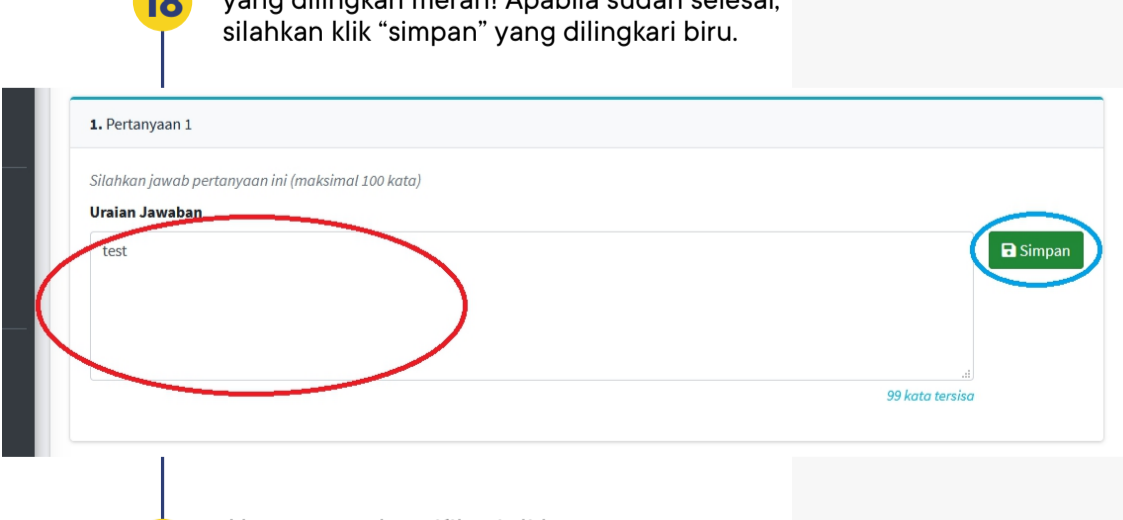 18
yang dilingkari merah! Apabila sudah selesai,
silahkan klik “simpan” yang dilingkari biru.
1. Pertanyaan 1
Silahkan jawab pertanyaan ini (maksimal 100 kata)
Uraian Jawaban
test
Simpan
99 kata tersisa